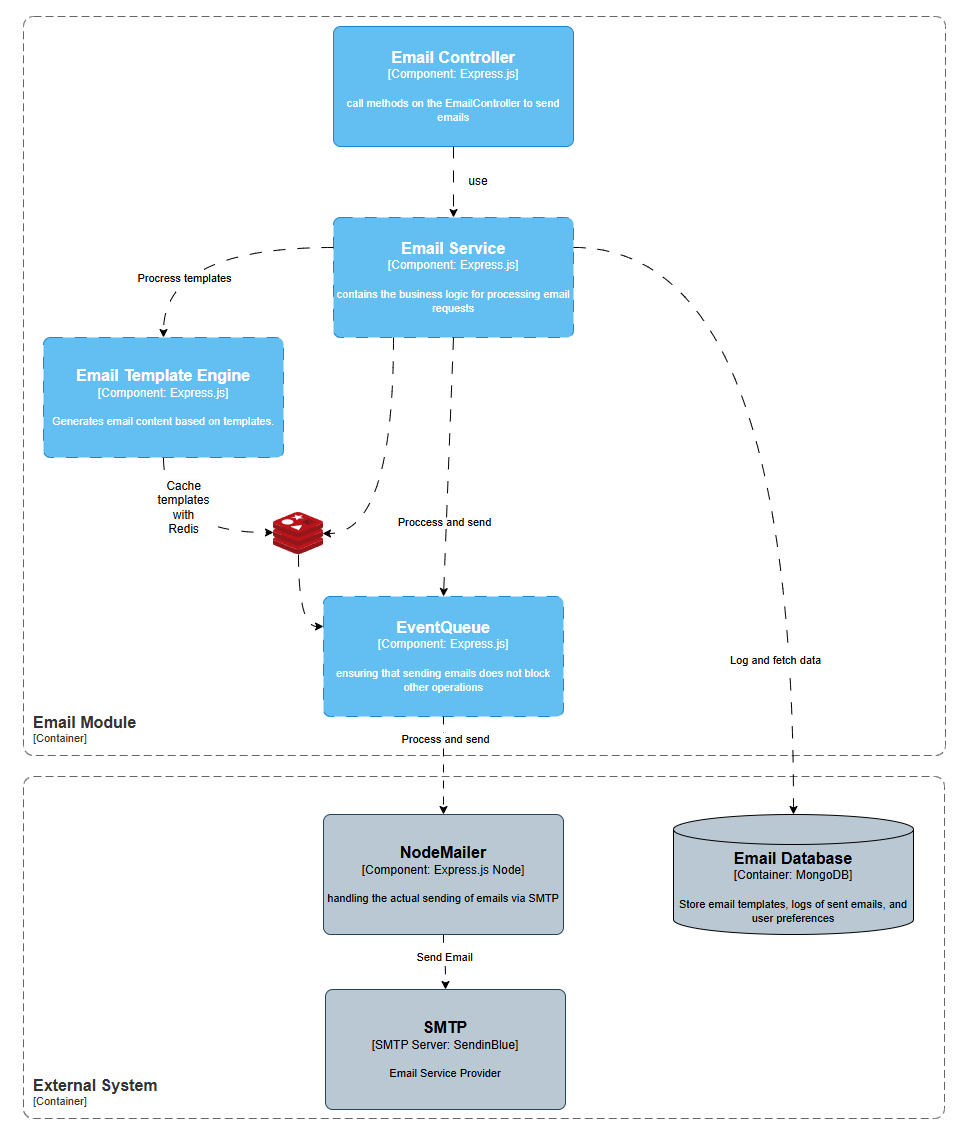 Email Controller
[Component: Express.js]
call methods on the EmailController to send
emails
use
Email Service
[Component: Express.js]
contains the business logic for processing email
requests
Procress templates
Email Template Engine
[Component: Express.js]
Generates email content based on templates.
Cache
templates
with
Redis
Proccess and send
EventQueue
[Component: Express.js]
ensuring that sending emails does not block
other operations
Log and fetch data
Email Module
[Container]
Process and send
NodeMailer
[Component: Express.js Node]
handling the actual sending of emails via SMTP
Email Database
[Container: MongoDB]
Store email templates, logs of sent emails, and
user preferences
Send Email
SMTP
[SMTP Server: SendinBlue]
Email Service Provider
External System
[Container]